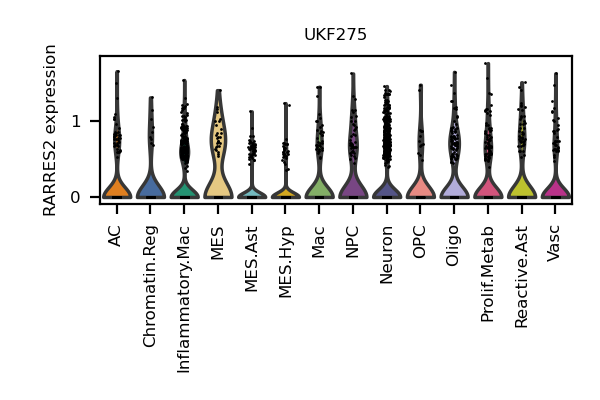 UKF275
RARRES2 expression
1
0
AC
Chromatin.Reg
Inflammatory.Mac
MES
MES.Ast
MES.Hyp
Mac
NPC
Neuron
OPC
Oligo
Prolif.Metab
Reactive.Ast
Vasc